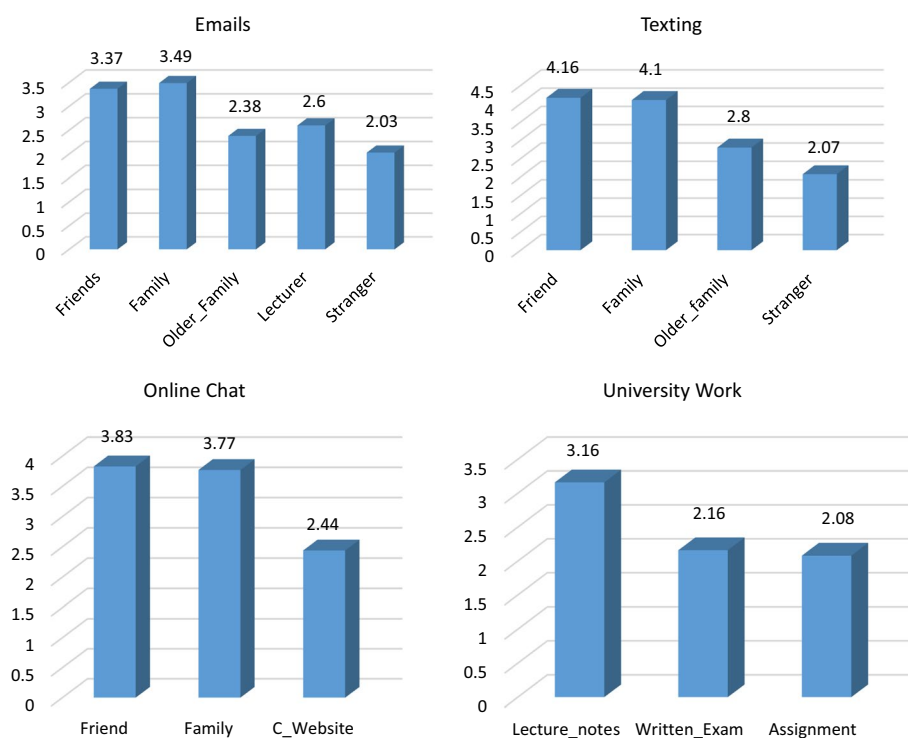 Emails
3.37 3.49 2.38 2.6 2.03
3.5
3
2.5
2
1.5
1
0.5
0
Friends Family Older_Family Lecturer Stranger
Texting
4.16 4.1 2.8 2.07
4.5
4
3.5
3
2.5
2
1.5
1
0.5
0
Friend Family Older_family Stranger
Online Chat
3.83 3.77 2.44
4
3.5
3
2.5
2
1.5
1
0.5
0
Friend Family C_Website
University Work
3.16 2.16 2.08
3.5
3
2.5
2
1.5
1
0.5
0
Lecture_notes Written_Exam Assignment